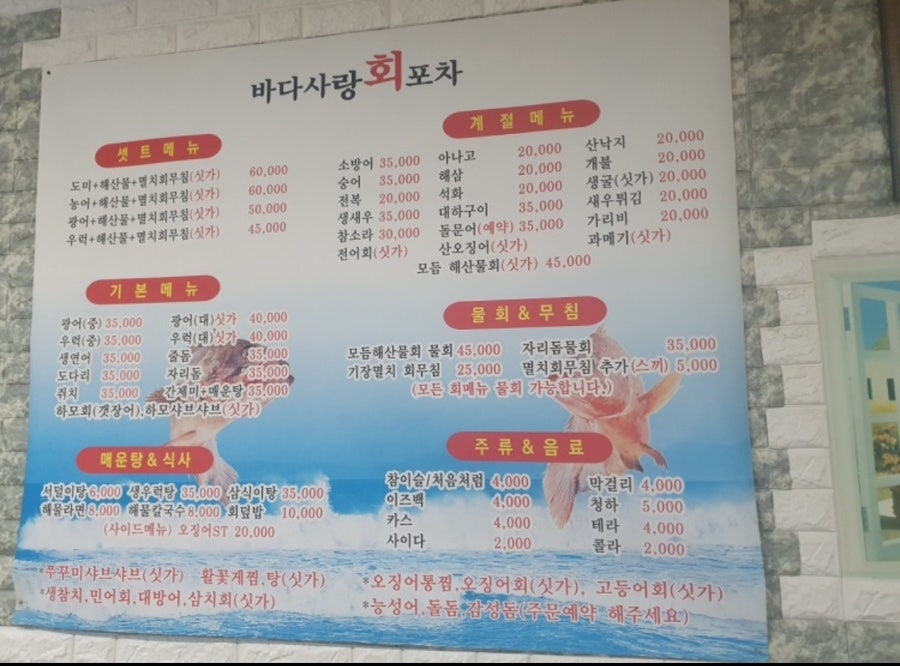 바다사랑회포차
셋트메뉴
도미+해산물+멸치회무침(싯가) 60,000
농어+해산물+멸치회무침(싯가) 60,000
광어+해산물+멸치회무침(싯가) 50,000
우럭+해산물+멸치회무침(싯가) 45,000
계절메뉴
소방어 35,000 아나고 20,000 산낙지 20,000
숭어 35,000 해삼 20,000 개불 20,000
전복 20,000 석화 20,000 생굴(싯가) 20,000
생새우 35,000 대하구이 35,000 새우튀김 20,000
참소라 30,000 돌문어(예약) 35,000 가리비 20,000
전어회(싯가) 산오징어(싯가) 과메기(싯가)
모듬 해산물회(싯가) 45,000
기본메뉴
광어(중) 35,000 광어(대)싯가 40,000
우럭(중) 35,000 우럭(대)싯가 40,000
생연어 35,000 줄돔 35,000
도다리 35,000 자리돔 35,000
쥐치 35,000 간제미+매운탕 35,000
하모회(갯장어),하모샤브샤브(싯가)
물회&무침
모듬해산물회 물회 45,000 자리돔물회 35,000
기장멸치 회무침 25,000 멸치회무침 추가(스끼) 5,000
(모든 회메뉴 물회 가능합니다.)
매운탕&식사
서덜이탕 6,000 생우럭탕 35,000 삼식이탕 35,000
해물라면 8,000 해물칼국수 8,000 회덮밥 10,000
(사이드메뉴) 오징어ST 20,000
주류&음료
참이슬/처음처럼 4,000 막걸리 4,000
이즈백 4,000 청하 5,000
카스 4,000 테라 4,000
사이다 2,000 콜라 2,000
*쭈꾸미샤브샤브(싯가) 활꽃게찜,탕(싯가)
*생참치,민어회,대방어,삼치회(싯가)
*오징어통찜,오징어회(싯가), 고등어회(싯가)
*능성어,돌돔,감성돔(주문예약 해주세요)